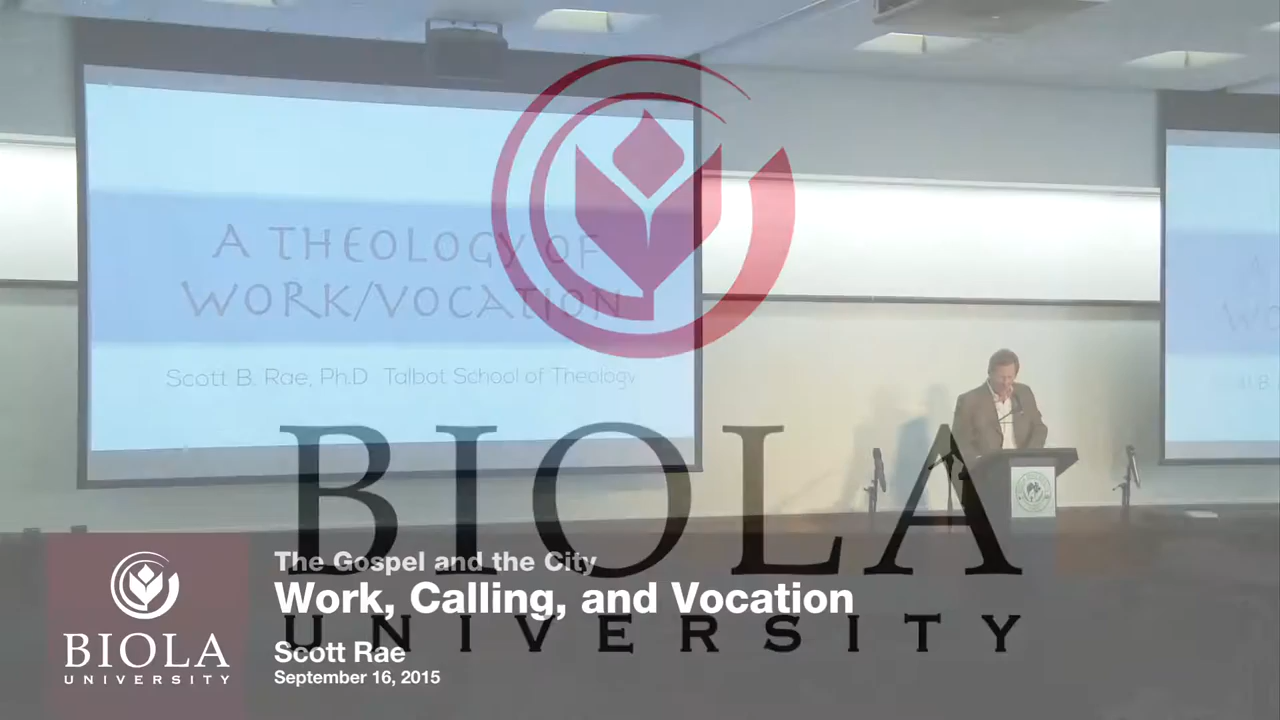 A THEOLOGY OF
WORK/VOCATION
Scott B. Rae, Ph.D Talbot School of Theology
BIOLA
UNIVERSITY
BIOLA
UNIVERSITY
The Gospel and the City
Work, Calling, and Vocation
Scott Rae
September 16, 2015